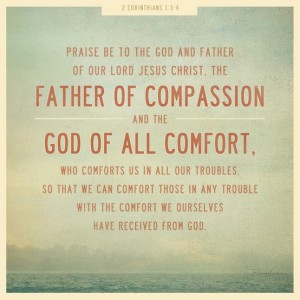 2 CORINTHIANS 1:3-4
PRAISE BE TO THE GOD AND FATHER
OF OUR LORD JESUS CHRIST, THE
FATHER OF COMPASSION
AND THE
GOD OF ALL COMFORT,
WHO COMFORTS US IN ALL OUR TROUBLES,
SO THAT WE CAN COMFORT THOSE IN ANY TROUBLE
WITH THE COMFORT WE OURSELVES
HAVE RECEIVED FROM GOD.